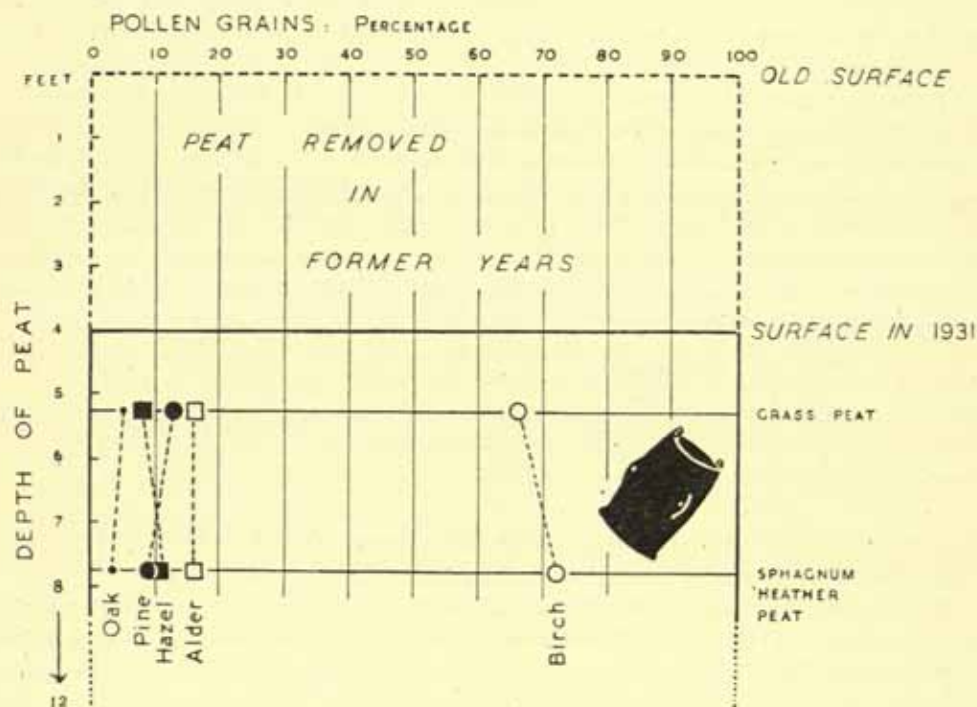 POLLEN GRAINS: PERCENTAGE
0 10 20 30 40 50 60 70 80 90 100
FEET
OLD SURFACE
1
PEAT REMOVED
2
IN
3
FORMER YEARS
DEPTH OF PEAT
4
SURFACE IN 1931
5
GRASS PEAT
6
7
8
SPHAGNUM
HEATHER
PEAT
Oak
Pine
Hazel
Alder
Birch
12